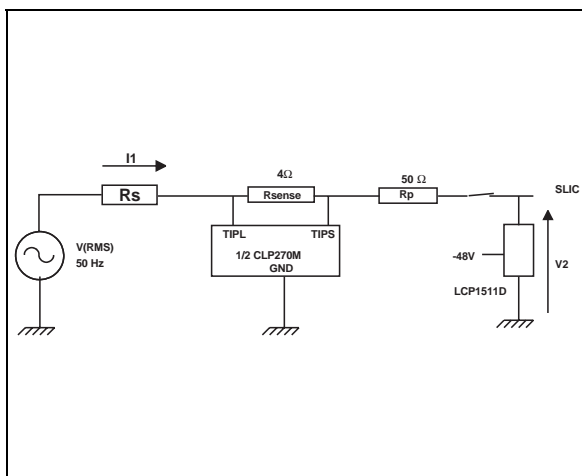 I1
Rs
4Ω
Rsense
50 Ω
Rp
SLIC
TIPL
TIPS
1/2 CLP270M
GND
V(RMS)
50 Hz
-48V
V2
LCP1511D